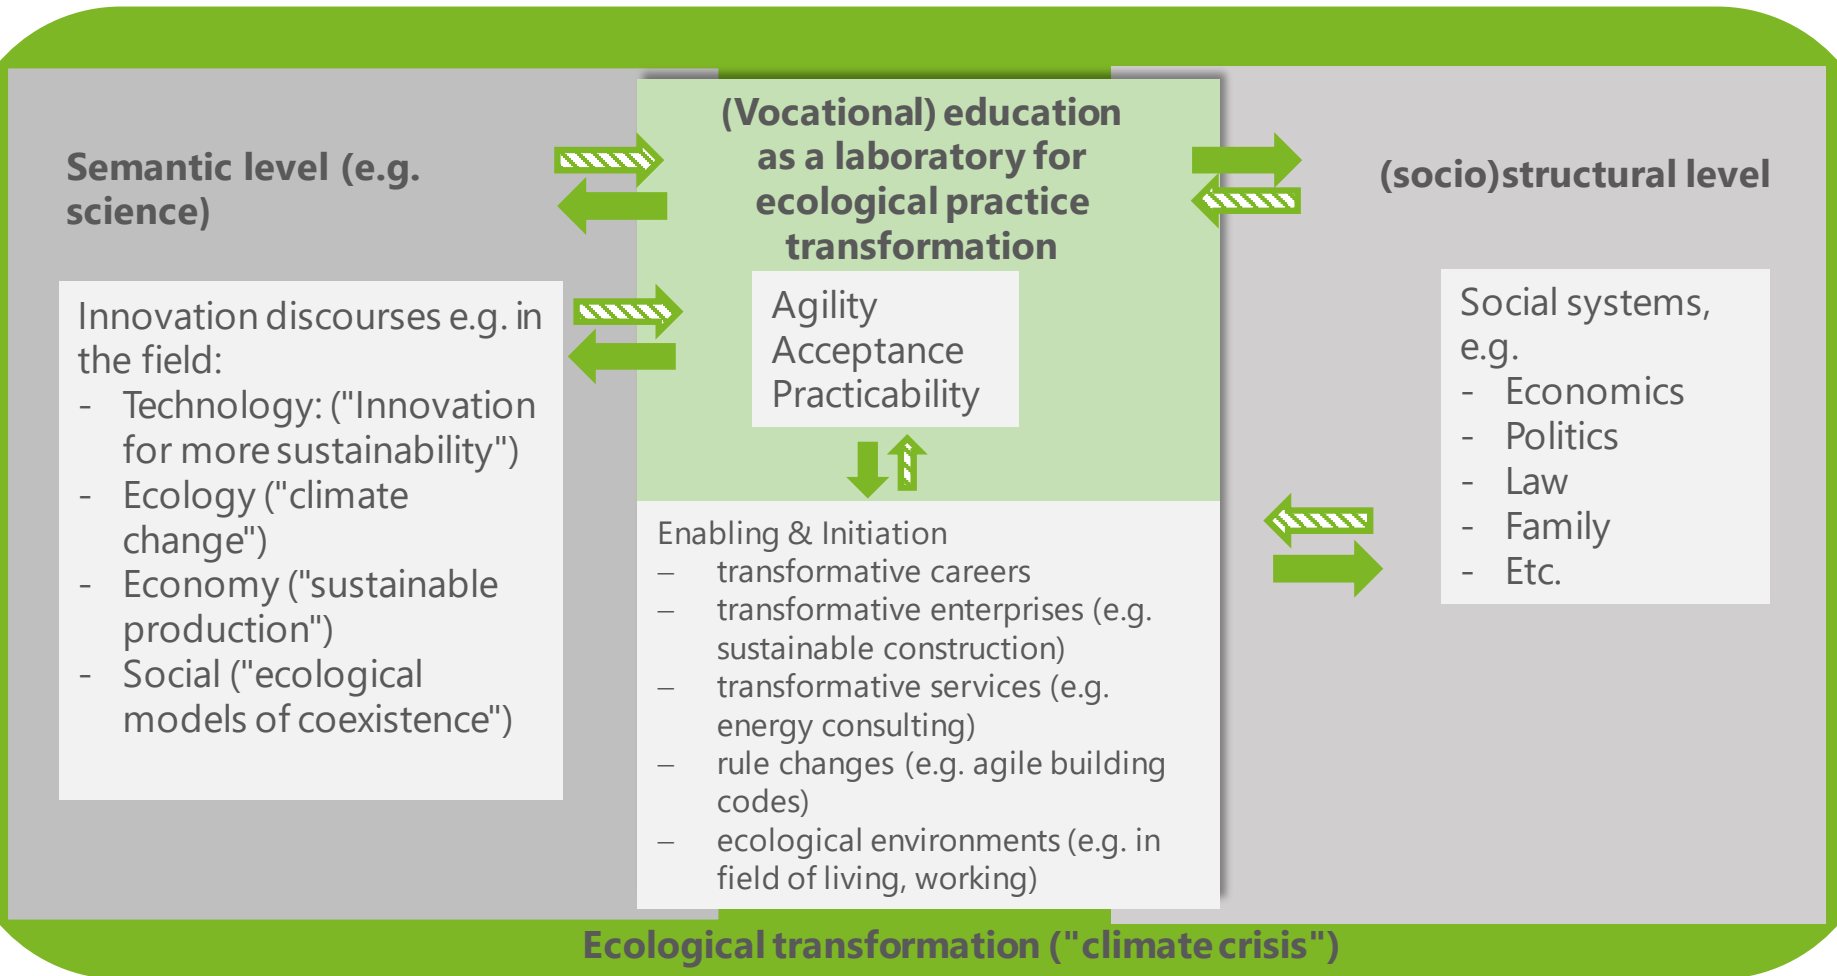 Semantic level (e.g.
science)
Innovation discourses e.g. in
the field:
- Technology: ("Innovation
for more sustainability")
- Ecology ("climate
change")
- Economy ("sustainable
production")
- Social ("ecological
models of coexistence")
(Vocational) education
as a laboratory for
ecological practice
transformation
Agility
Acceptance
Practicability
Enabling & Initiation
– transformative careers
– transformative enterprises (e.g.
sustainable construction)
– transformative services (e.g.
energy consulting)
– rule changes (e.g. agile building
codes)
– ecological environments (e.g. in
field of living, working)
(socio)structural level
Social systems,
e.g.
- Economics
- Politics
- Law
- Family
- Etc.
Ecological transformation ("climate crisis")